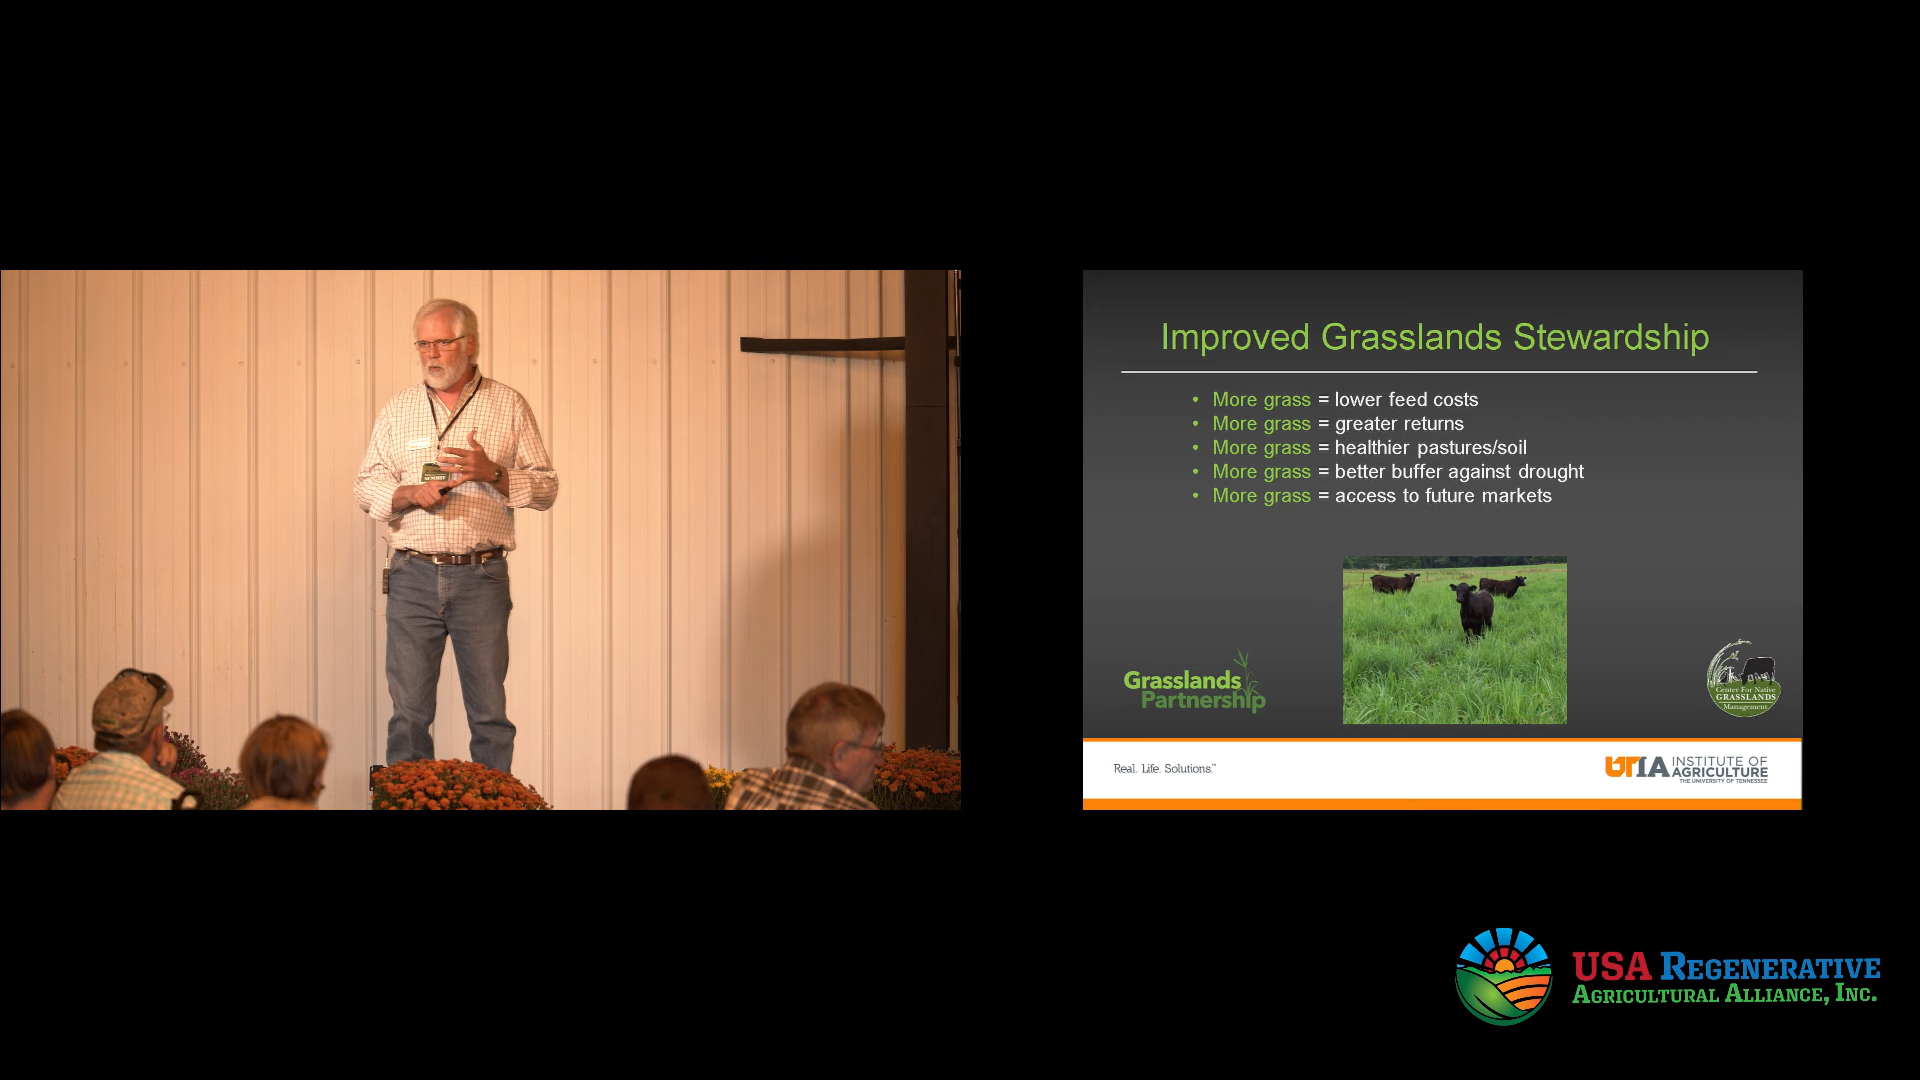 Improved Grasslands Stewardship
• More grass = lower feed costs
• More grass = greater returns
• More grass = healthier pastures/soil
• More grass = better buffer against drought
• More grass = access to future markets
Grasslands
Partnership
Center For Native
GRASSLANDS
Management
Real. Life. Solutions.™
UTIA INSTITUTE OF
AGRICULTURE
THE UNIVERSITY OF TENNESSEE
USA REGENERATIVE
AGRICULTURAL ALLIANCE, INC.